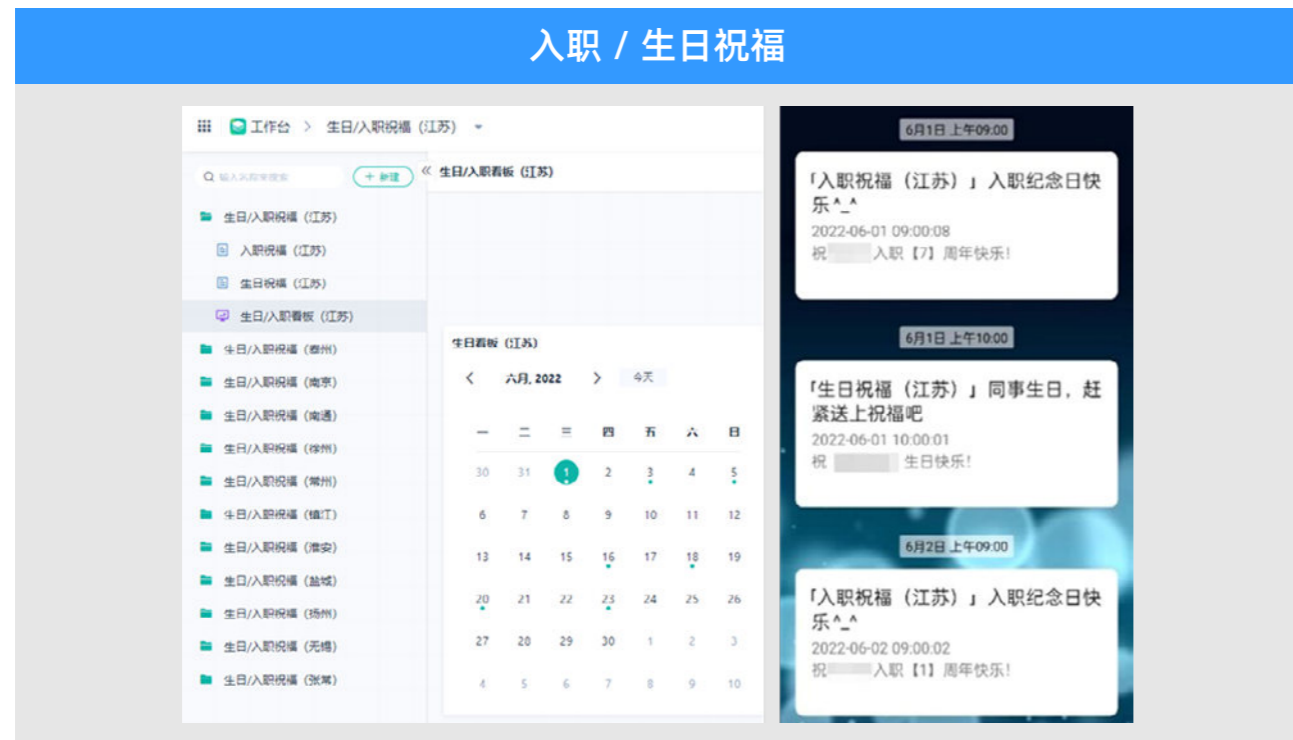 入职 / 生日祝福
工作台 > 生日/入职祝福 (江苏)
+ 新建
生日/入职祝福 (江苏)
入职祝福 (江苏)
生日祝福 (江苏)
生日/入职看板 (江苏)
生日/入职祝福 (泰州)
生日/入职祝福 (南京)
生日/入职祝福 (南通)
生日/入职祝福 (徐州)
生日/入职祝福 (常州)
生日/入职祝福 (镇江)
生日/入职祝福 (淮安)
生日/入职祝福 (盐城)
生日/入职祝福 (扬州)
生日/入职祝福 (无锡)
生日/入职祝福 (张常)
生日/入职看板 (江苏)
生日看板 (江苏)
< 六月, 2022 > 今天
一 二 三 四 五 六 日
30 31 1 2 3 4 5
6 7 8 9 10 11 12
13 14 15 16 17 18 19
20 21 22 23 24 25 26
27 28 29 30 1 2 3
4 5 6 7 8 9 10
6月1日 上午09:00
「入职祝福（江苏）」入职纪念日快
乐^_^
2022-06-01 09:00:08
祝 入职【7】周年快乐!
6月1日 上午10:00
「生日祝福（江苏）」同事生日，赶
紧送上祝福吧
2022-06-01 10:00:01
祝 生日快乐!
6月2日 上午09:00
「入职祝福（江苏）」入职纪念日快
乐^_^
2022-06-02 09:00:02
祝 入职【1】周年快乐!